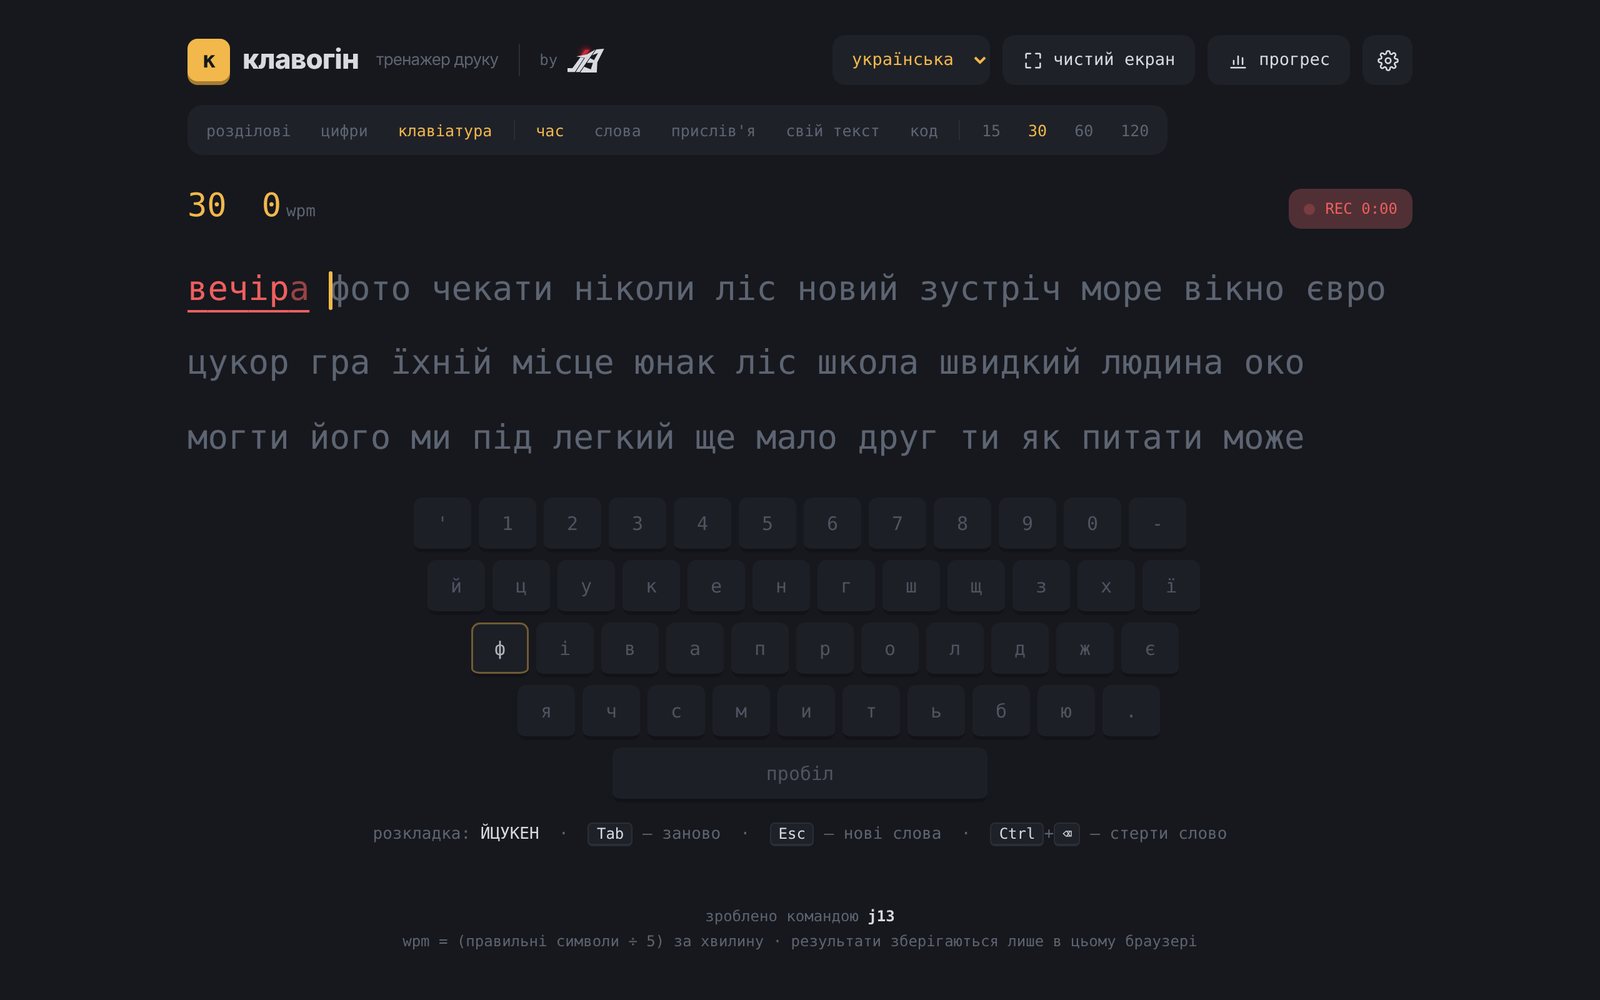 к клавогін тренажер друку by українська чистий екран прогрес
розділові цифри клавіатура час слова прислів'я свій текст код 15 30 60 120
30 0 wpm REC 0:00
вечіра фото чекати ніколи ліс новий зустріч море вікно євро
цукор гра їхній місце юнак ліс школа швидкий людина око
могти його ми під легкий ще мало друг ти як питати може
' 1 2 3 4 5 6 7 8 9 0 -
й ц у к е н г ш щ з х ї
ф і в а п р о л д ж є
я ч с м и т ь б ю .
пробіл
розкладка: ЙЦУКЕН · Tab — заново · Esc — нові слова · Ctrl+⌫ — стерти слово
зроблено командою j13
wpm = (правильні символи ÷ 5) за хвилину · результати зберігаються лише в цьому браузері